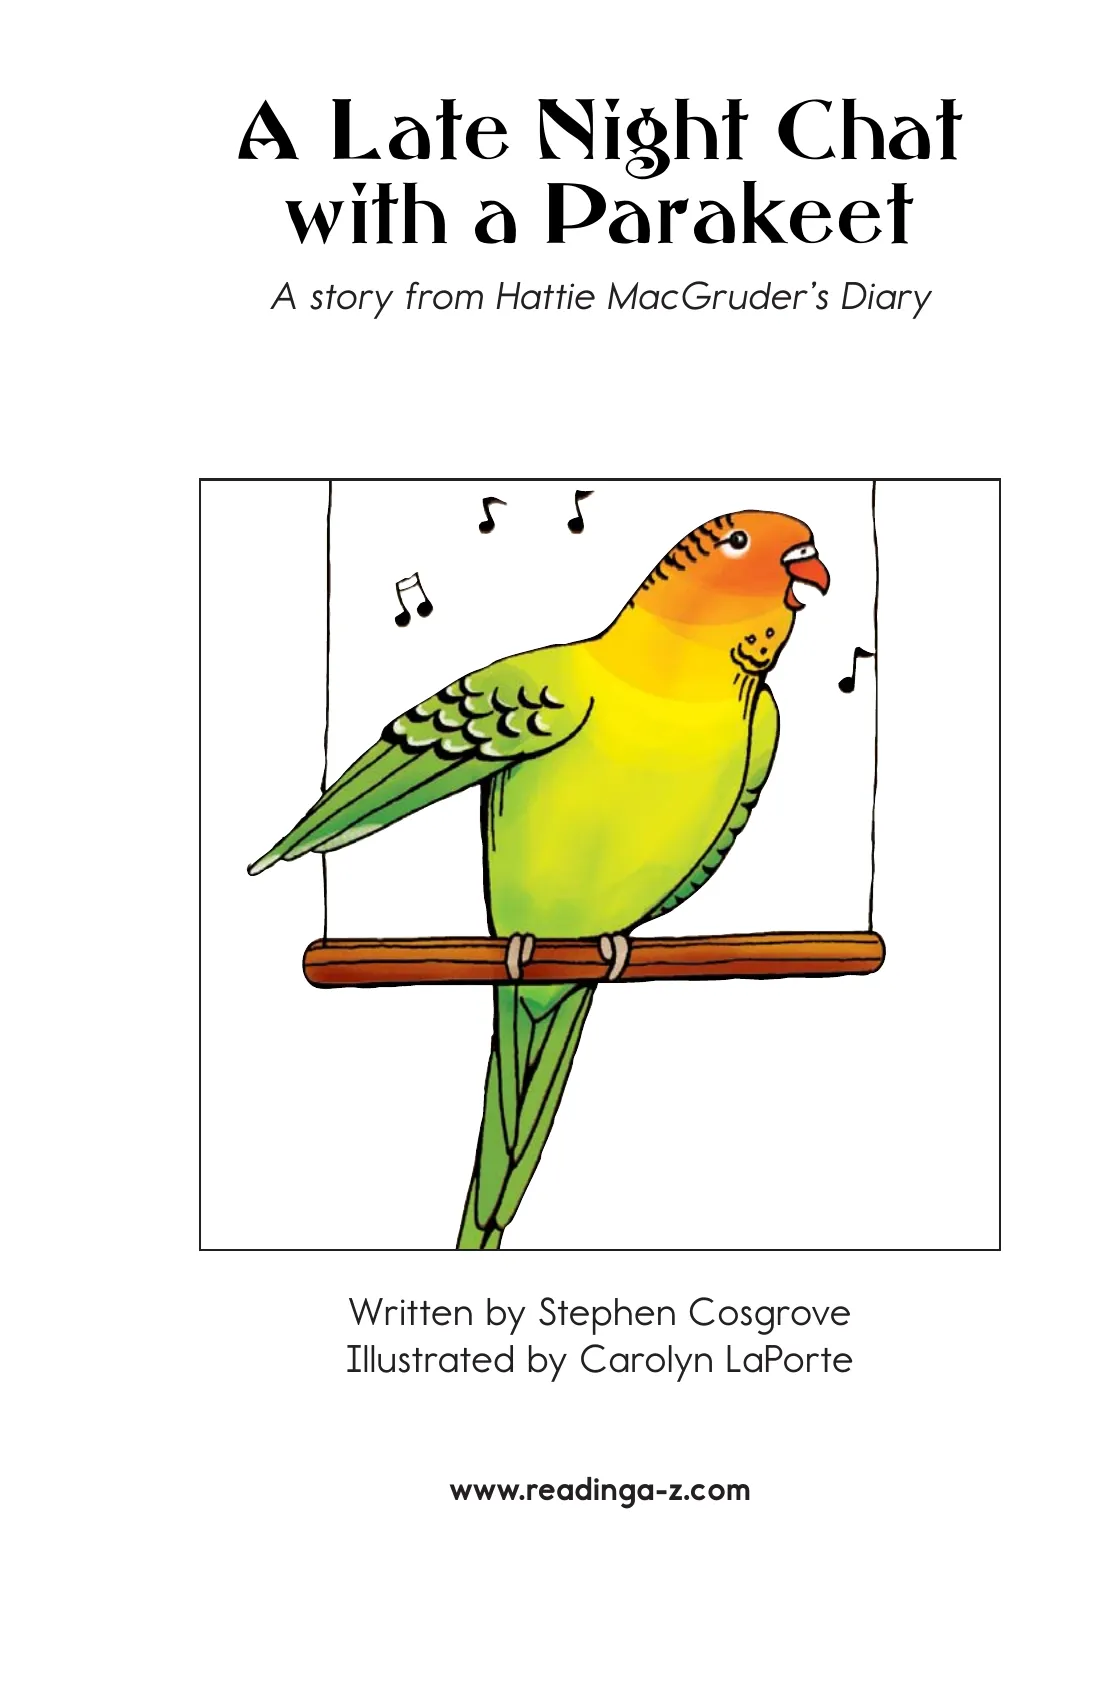 A Late Night Chat
with a Parakeet
A story from Hattie MacGruder’s Diary
Written by Stephen Cosgrove
Illustrated by Carolyn LaPorte
www.readinga-z.com